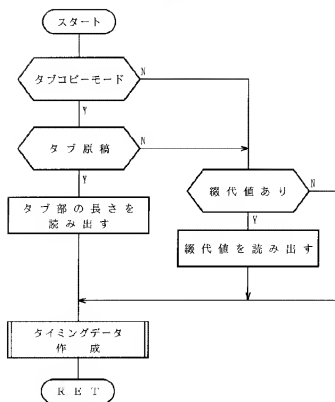 スタート
タブコピーモード
N
Y
タブ原稿
N
Y
綴代値あり
N
タブ部の長さを
読み出す
Y
綴代値を読み出す
タイミングデータ
作成
RET